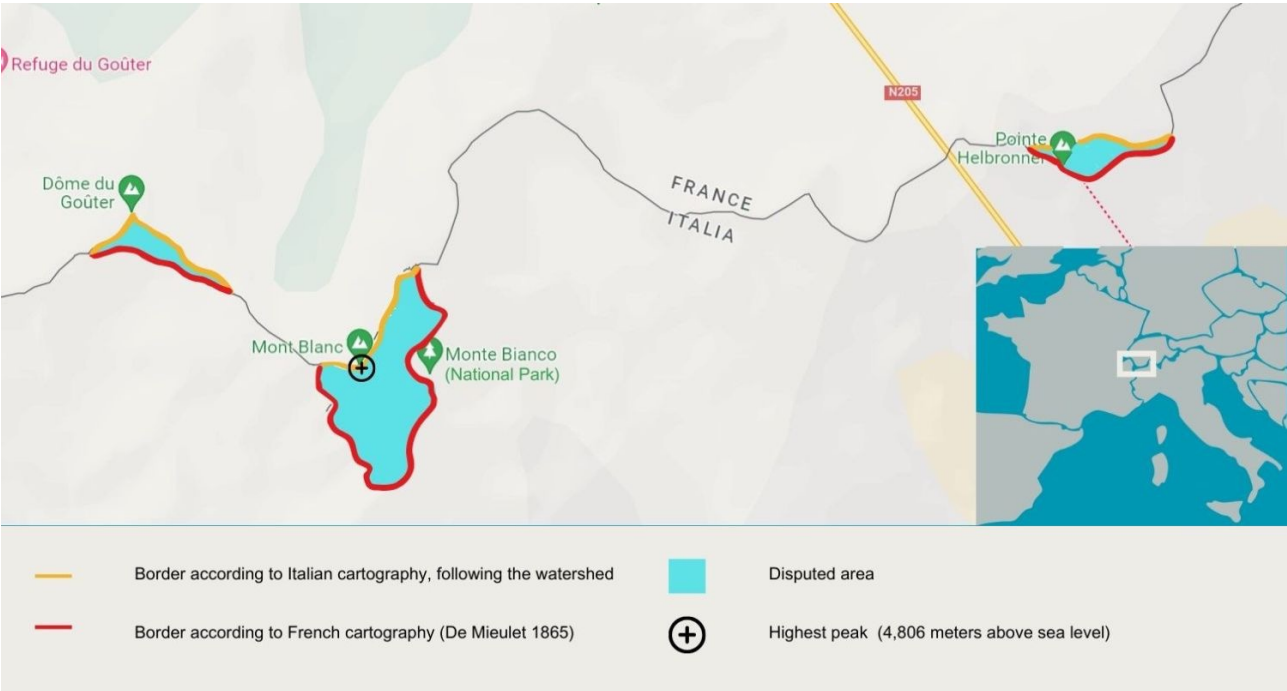 Refuge du Goûter
N205
Pointe
Helbronner
Dôme du
Goûter
FRANCE
ITALIA
Mont Blanc
Monte Bianco
(National Park)
Border according to Italian cartography, following the watershed
Disputed area
Border according to French cartography (De Mieulet 1865)
Highest peak (4,806 meters above sea level)